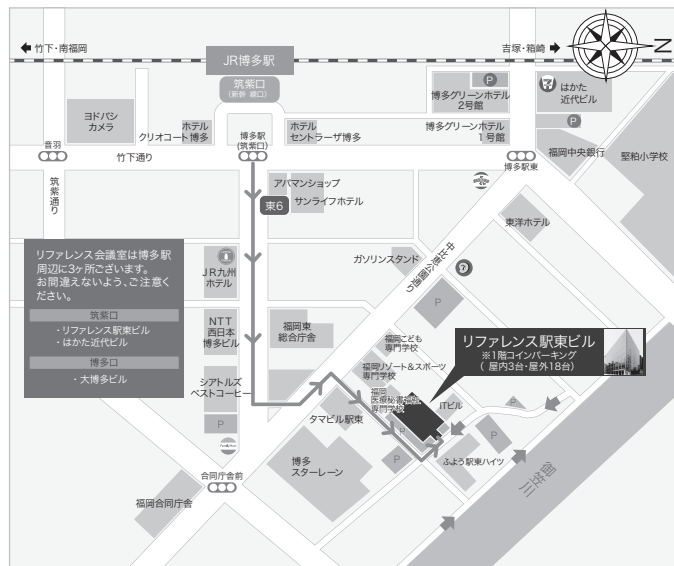 竹下・南福岡
吉塚・箱崎
N
JR博多駅
筑紫口
(新幹線口)
ヨドバシ
カメラ
ホテル
クリオコート博多
博多駅
(筑紫口)
ホテル
セントラーザ博多
P
博多グリーンホテル
2号館
博多グリーンホテル
1号館
はかた
近代ビル
P
福岡中央銀行
堅粕小学校
音羽
竹下通り
博多駅東
筑紫通り
アパマンショップ
東6
サンライフホテル
東洋ホテル
リファレンス会議室は博多駅
周辺に3ヶ所ございます。
お間違えないよう、ご注意く
ださい。
筑紫口
・リファレンス駅東ビル
・はかた近代ビル
博多口
・大博多ビル
JR九州
ホテル
ガソリンスタンド
中比恵公園通り
P
NTT
西日本
博多ビル
福岡東
総合庁舎
福岡こども
専門学校
福岡リゾート&スポーツ
専門学校
リファレンス駅東ビル
※1階コインパーキング
(屋内3台・屋外18台)
シアトルズ
ベストコーヒー
P
FamilyMart
タマビル駅東
福岡
医療秘書福祉
専門学校
P
ITビル
P
P
博多
スターレーン
P
ふよう駅東ハイツ
御笠川
合同庁舎前
福岡合同庁舎